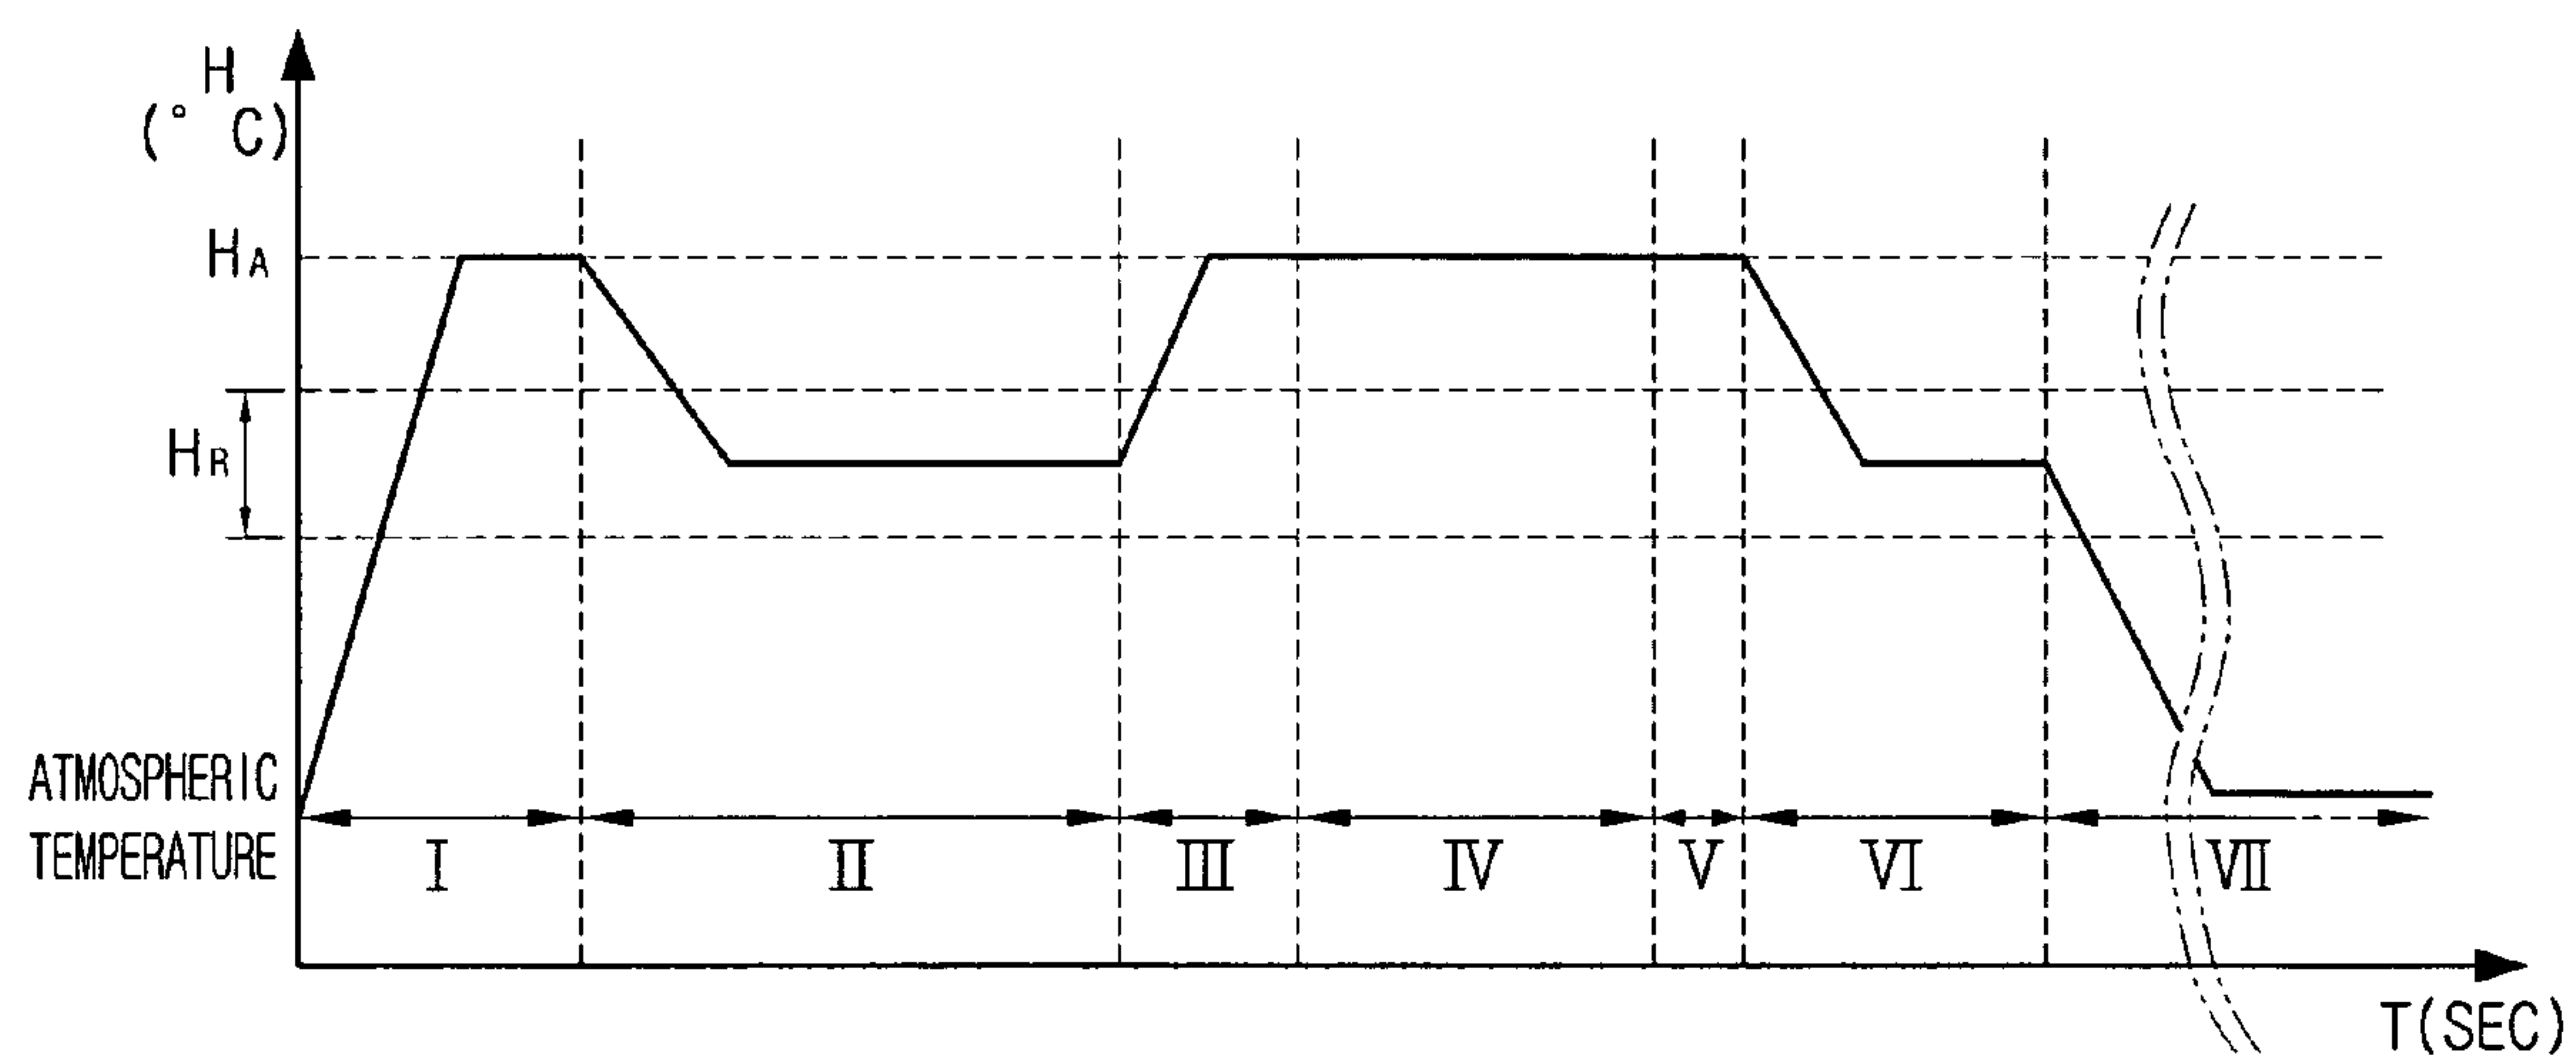 H
(° C)
HA
HR
ATMOSPHERIC
TEMPERATURE
I II III IV V VI VII
T(SEC)